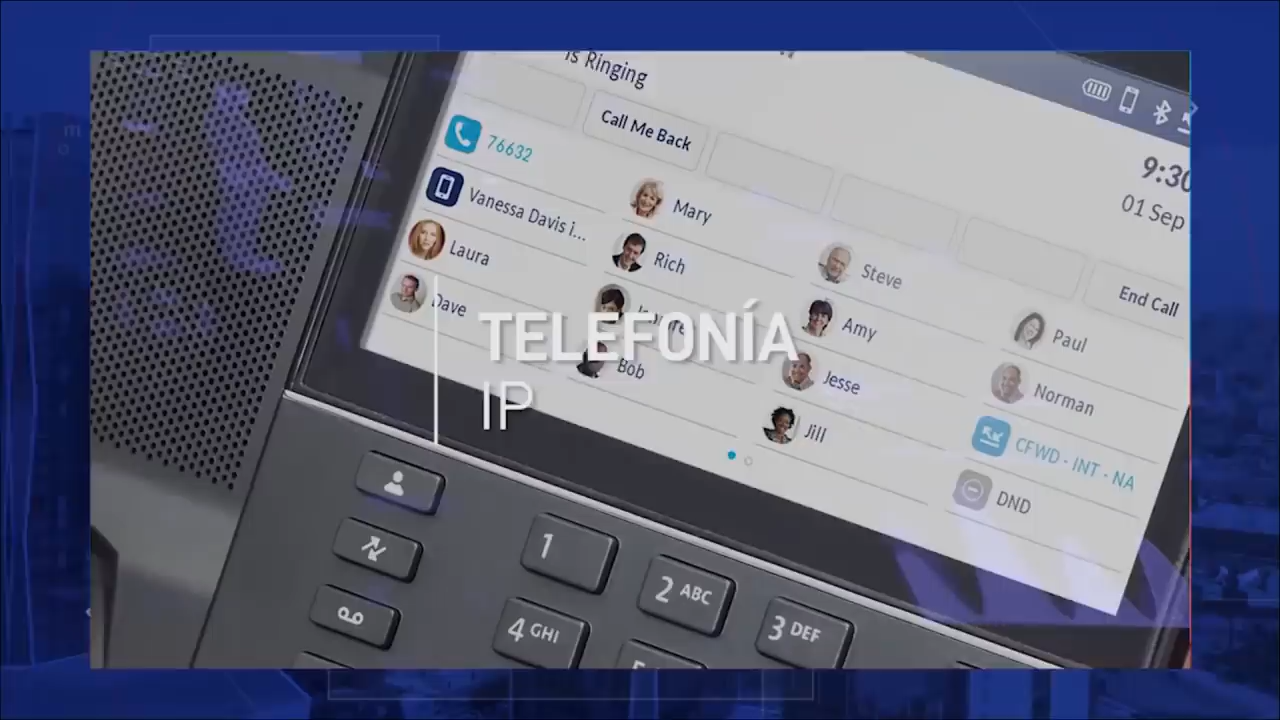 is Ringing
Call Me Back
9:30
01 Sep
76632
Vanessa Davis i...
Laura
Dave
Mary
Rich
Bob
Steve
Amy
Jesse
Jill
End Call
Paul
Norman
CFWD - INT - NA
DND
TELEFONÍA
IP
1
2 ABC
3 DEF
4 GHI